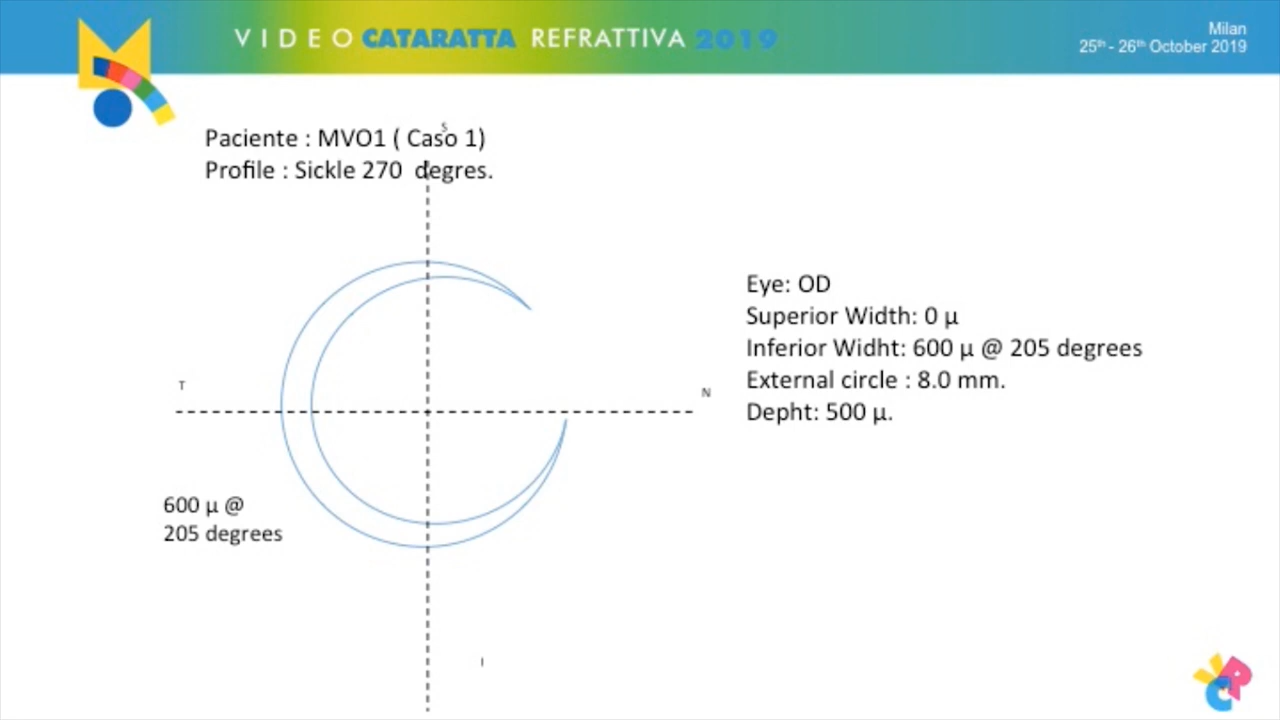 VIDEO CATARATTA REFRATTIVA 2019
Milan
25th - 26th October 2019
S
Paciente : MVO1 ( Caso 1)
Profile : Sickle 270 degres.
Eye: OD
Superior Width: 0 µ
Inferior Widht: 600 µ @ 205 degrees
External circle : 8.0 mm.
Depht: 500 µ.
T
N
600 µ @
205 degrees
I